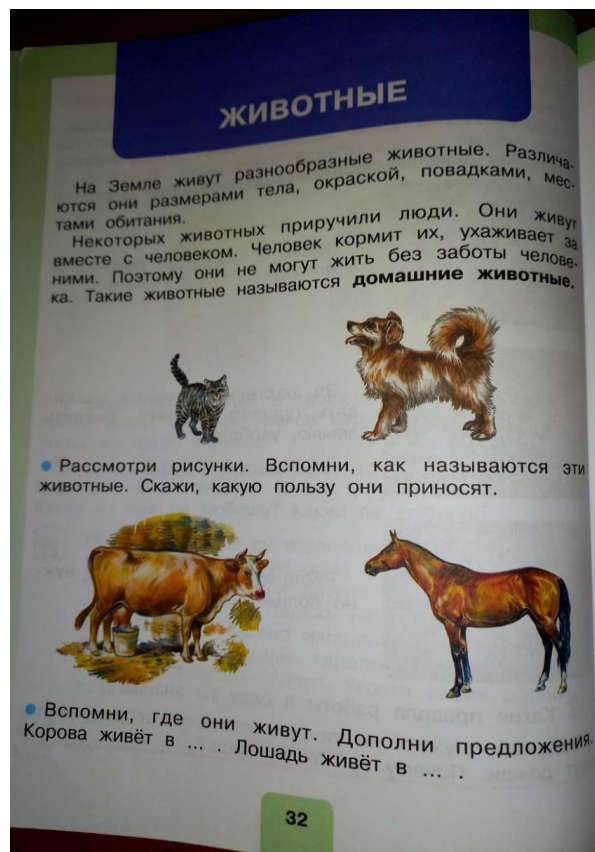 ЖИВОТНЫЕ
На Земле живут разнообразные животные. Различа-
ются они размерами тела, окраской, повадками, мес-
тами обитания.
Некоторых животных приручили люди. Они живут
вместе с человеком. Человек кормит их, ухаживает за
ними. Поэтому они не могут жить без заботы челове-
ка. Такие животные называются домашние животные.
Рассмотри рисунки. Вспомни, как называются эти
животные. Скажи, какую пользу они приносят.
Вспомни, где они живут. Дополни предложения.
Корова живёт в ... . Лошадь живёт в ... .
32